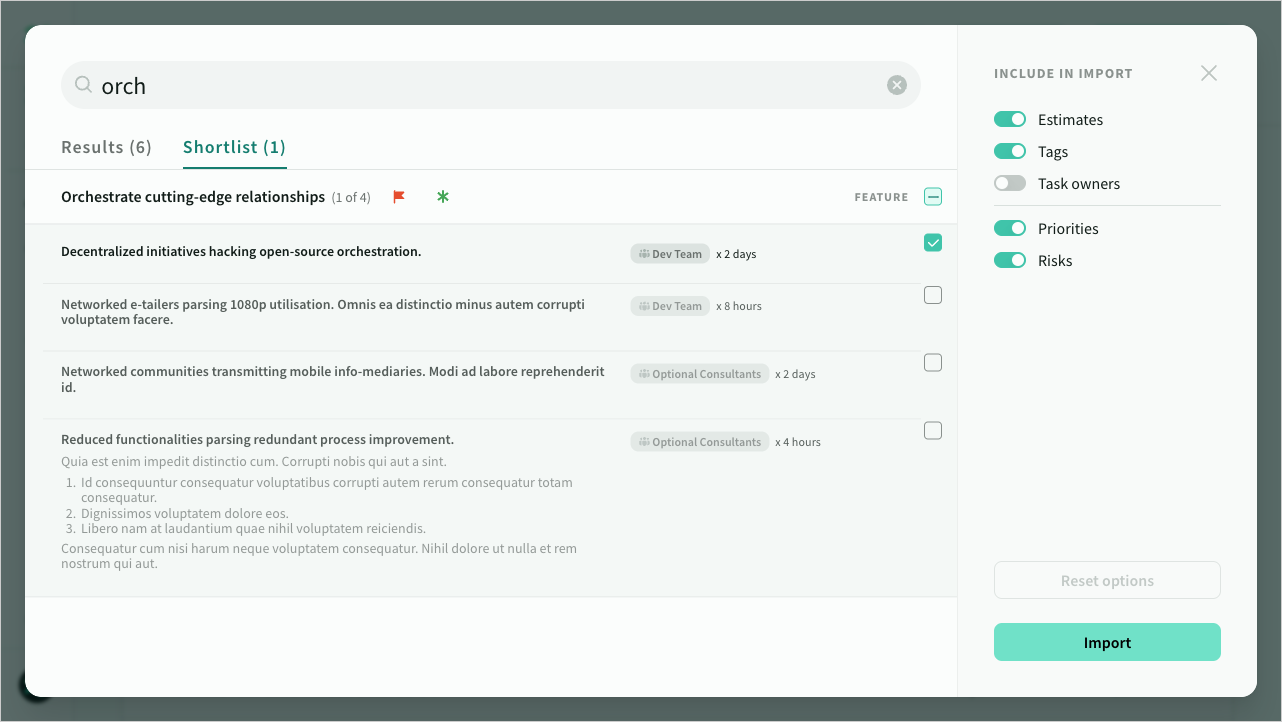 orch
INCLUDE IN IMPORT
Results (6)
Shortlist (1)
Orchestrate cutting-edge relationships (1 of 4)
FEATURE
Decentralized initiatives hacking open-source orchestration.
Dev Team x 2 days
Networked e-tailers parsing 1080p utilisation. Omnis ea distinctio minus autem corrupti
voluptatem facere.
Dev Team x 8 hours
Networked communities transmitting mobile info-mediaries. Modi ad labore reprehenderit
id.
Optional Consultants x 2 days
Reduced functionalities parsing redundant process improvement.
Optional Consultants x 4 hours
Quia est enim impedit distinctio cum. Corrupti nobis qui aut a sint.
1. Id consequuntur consequatur voluptatibus corrupti autem rerum consequatur totam
consequatur.
2. Dignissimos voluptatem dolore eos.
3. Libero nam at laudantium quae nihil voluptatem reiciendis.
Consequatur cum nisi harum neque voluptatem consequatur. Nihil dolore ut nulla et rem
nostrum qui aut.
Estimates
Tags
Task owners
Priorities
Risks
Reset options
Import